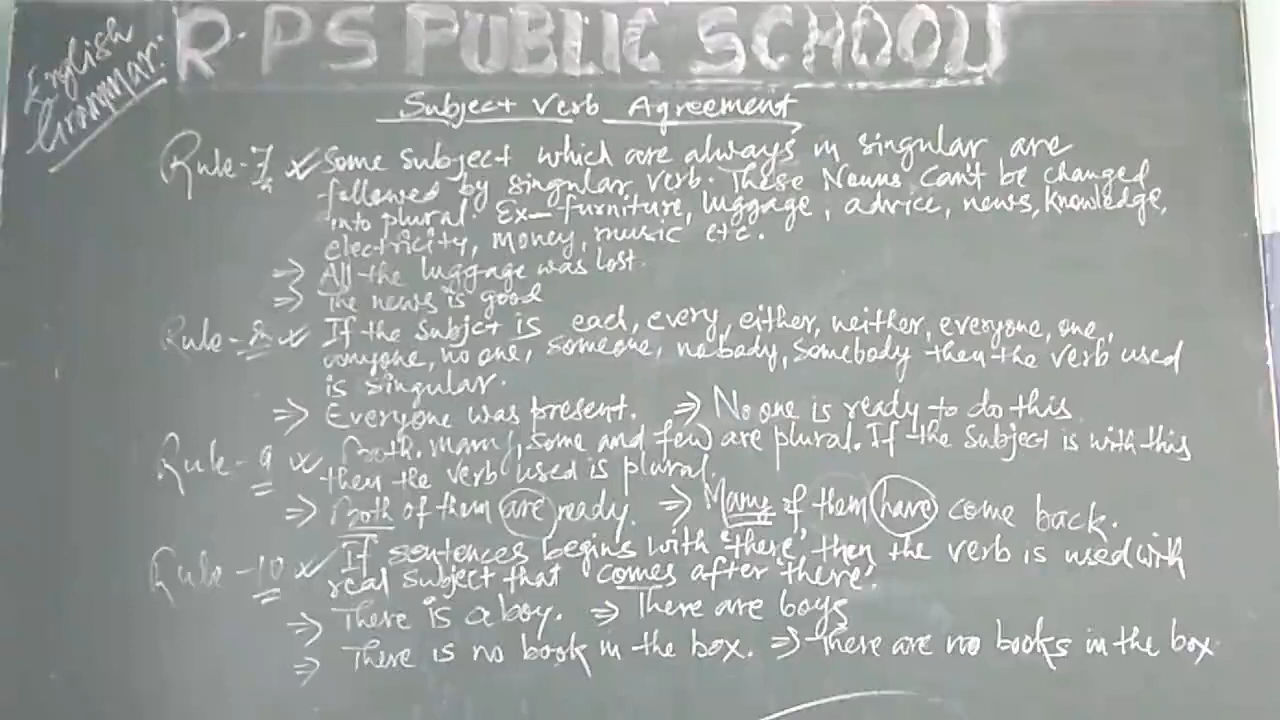 English
Grammar.
R.P S PUBLIC SCHOOL
Subject Verb Agreement
Rule-7 Some subject which are always in singular are
followed by singular verb. These Nouns can't be changed
into plural. Ex- furniture, luggage, advice, news, knowledge,
electricity, money, music etc.
⇒ All the luggage was lost.
⇒ The news is good
Rule-8 If the subjct is each, every, either, neither, everyone, one,
anyone, no one, someone, nobody, somebody then the verb used
is singular.
⇒ Everyone was present. ⇒ No one is ready to do this
Rule-9 Both, many, some and few are plural. If the subject is with this
then the verb used is plural.
⇒ Both of them are ready. ⇒ Many of them have come back.
Rule-10 If sentences begins with 'there' then the verb is used with
real subject that comes after 'there'.
⇒ There is a boy. ⇒ There are boys
⇒ There is no book in the box. ⇒ There are no books in the box.